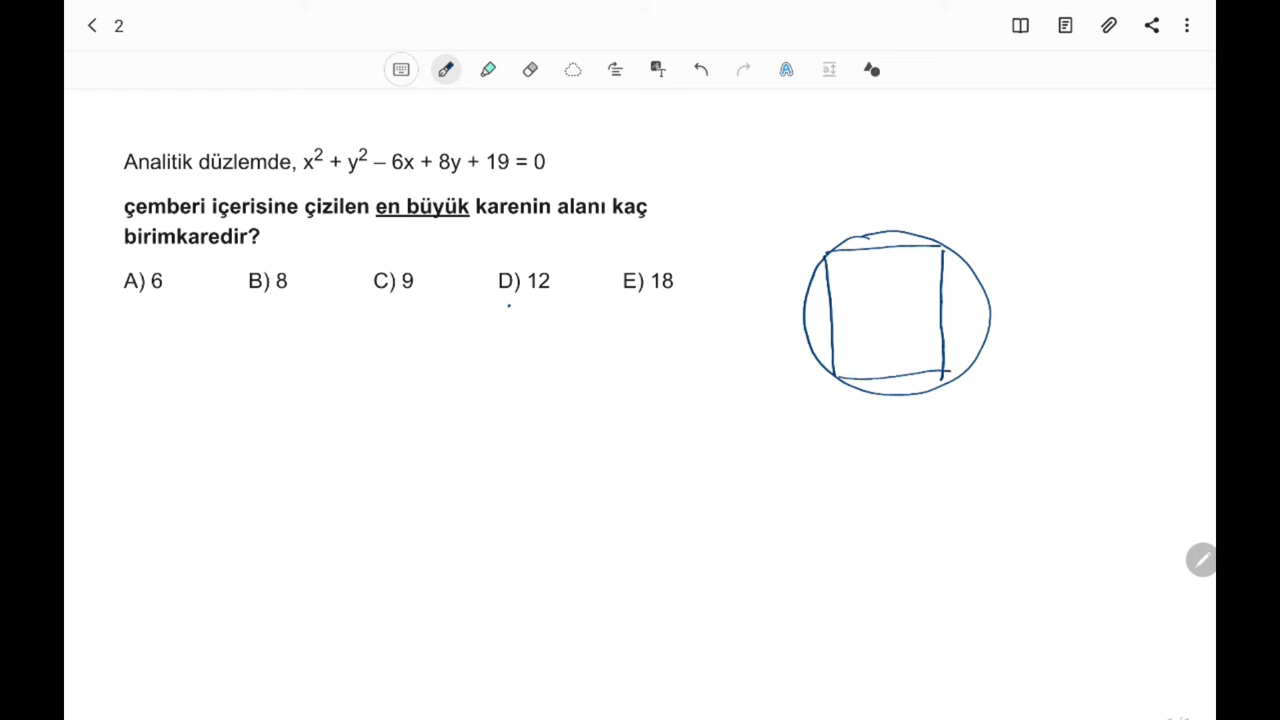 2
Analitik düzlemde, x² + y² – 6x + 8y + 19 = 0
çemberi içerisine çizilen en büyük karenin alanı kaç
birimkaredir?
A) 6 B) 8 C) 9 D) 12 E) 18